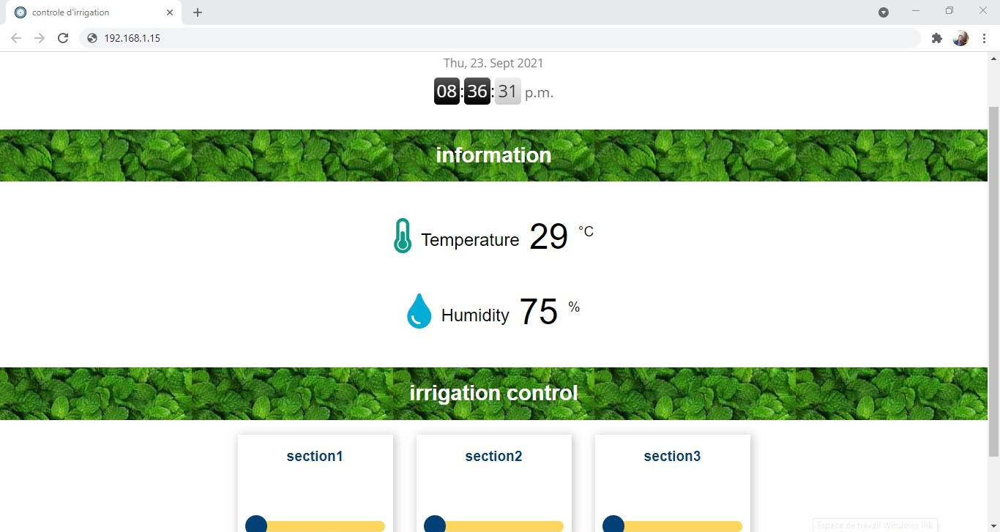 controle d'irrigation
192.168.1.15
Thu, 23. Sept 2021
08:36:31 p.m.
information
Temperature 29 °C
Humidity 75 %
irrigation control
section1 section2 section3
Espace de travail Windows Ink